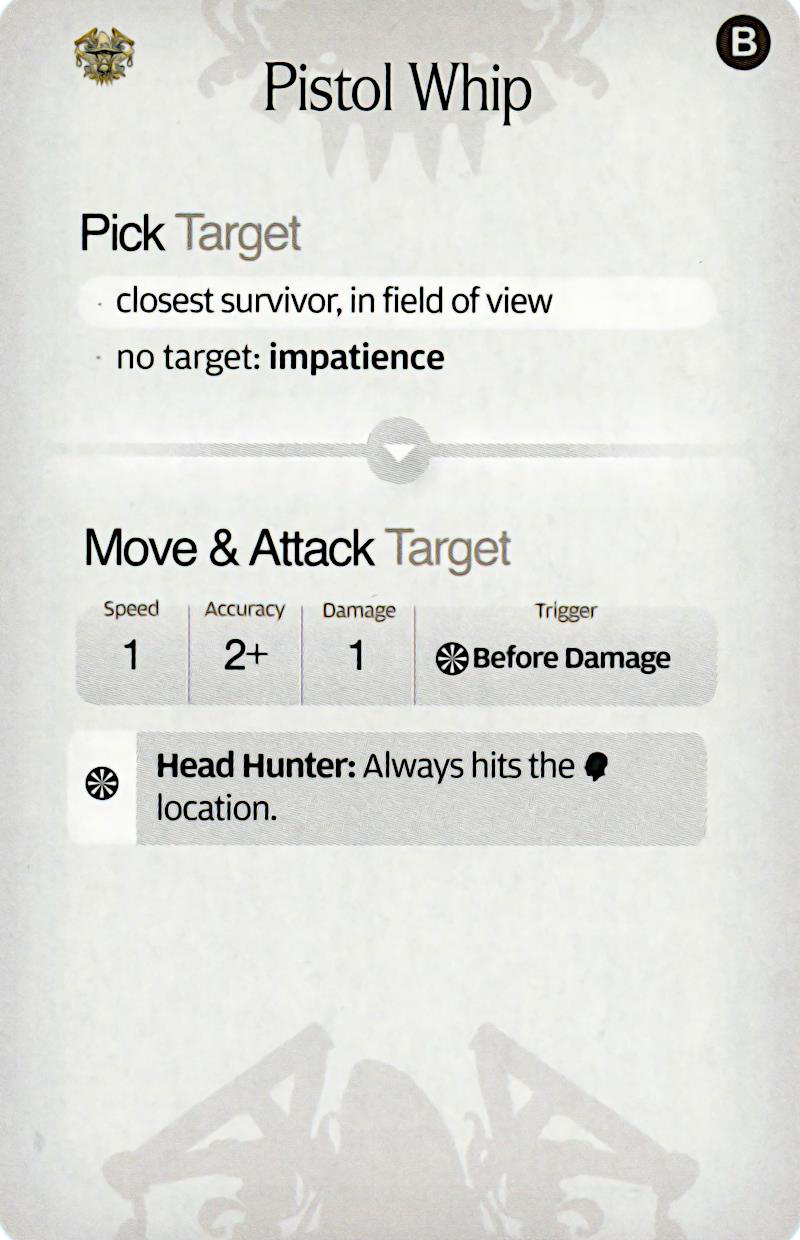 B
Pistol Whip
Pick Target
· closest survivor, in field of view
· no target: impatience
Move & Attack Target
Speed Accuracy Damage Trigger
1 2+ 1 Before Damage
Head Hunter: Always hits the
location.